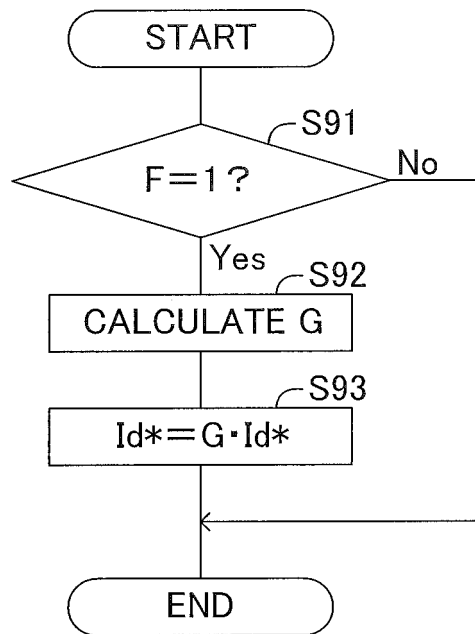 START
S91
F=1?
No
Yes
S92
CALCULATE G
S93
Id*=G·Id*
END